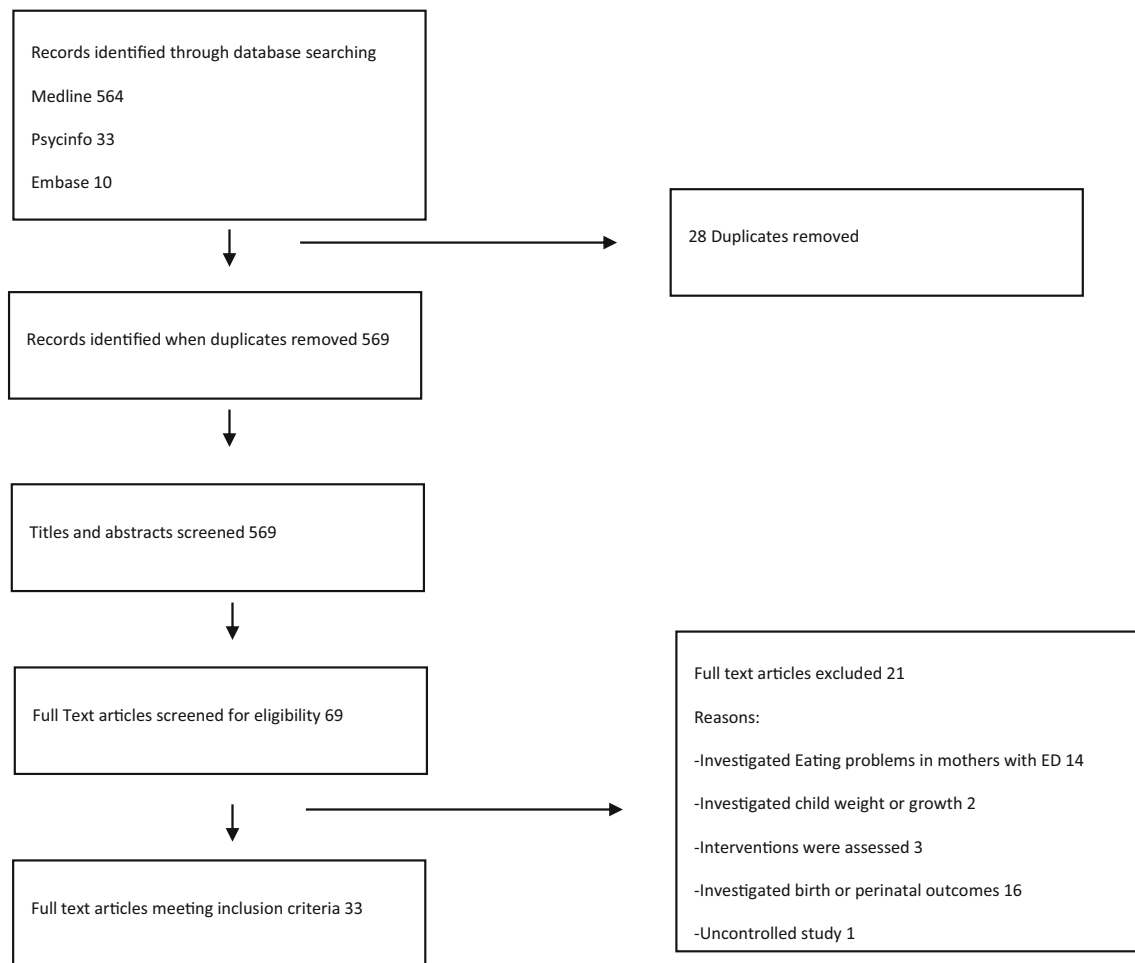 Records identified through database searching
Medline 564
Psycinfo 33
Embase 10
28 Duplicates removed
Records identified when duplicates removed 569
Titles and abstracts screened 569
Full Text articles screened for eligibility 69
Full text articles excluded 21
Reasons:
-Investigated Eating problems in mothers with ED 14
-Investigated child weight or growth 2
-Interventions were assessed 3
-Investigated birth or perinatal outcomes 16
-Uncontrolled study 1
Full text articles meeting inclusion criteria 33